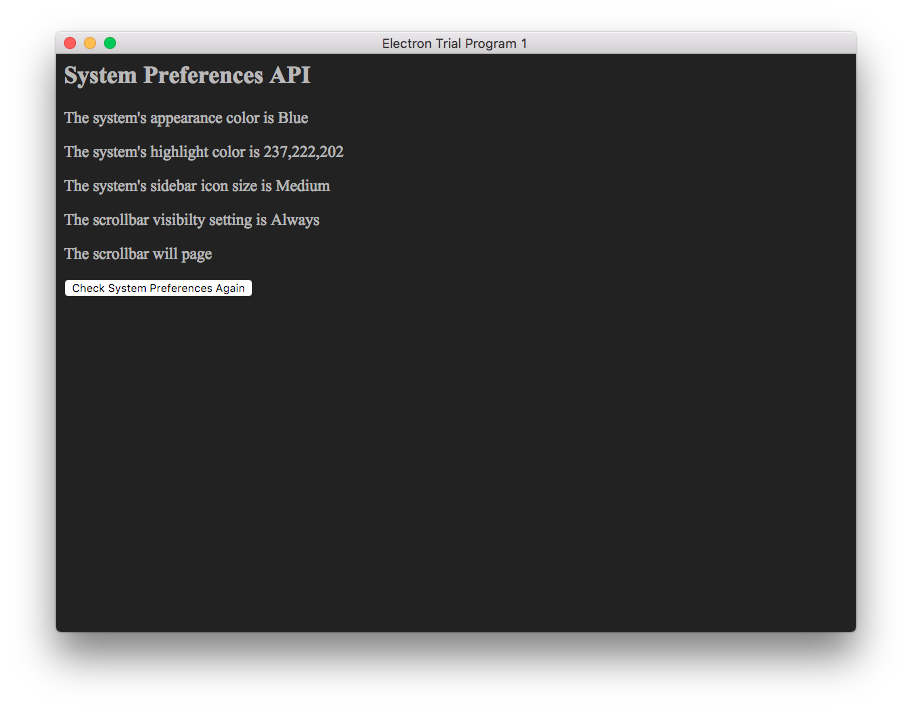 Electron Trial Program 1
System Preferences API
The system's appearance color is Blue
The system's highlight color is 237,222,202
The system's sidebar icon size is Medium
The scrollbar visibilty setting is Always
The scrollbar will page
Check System Preferences Again